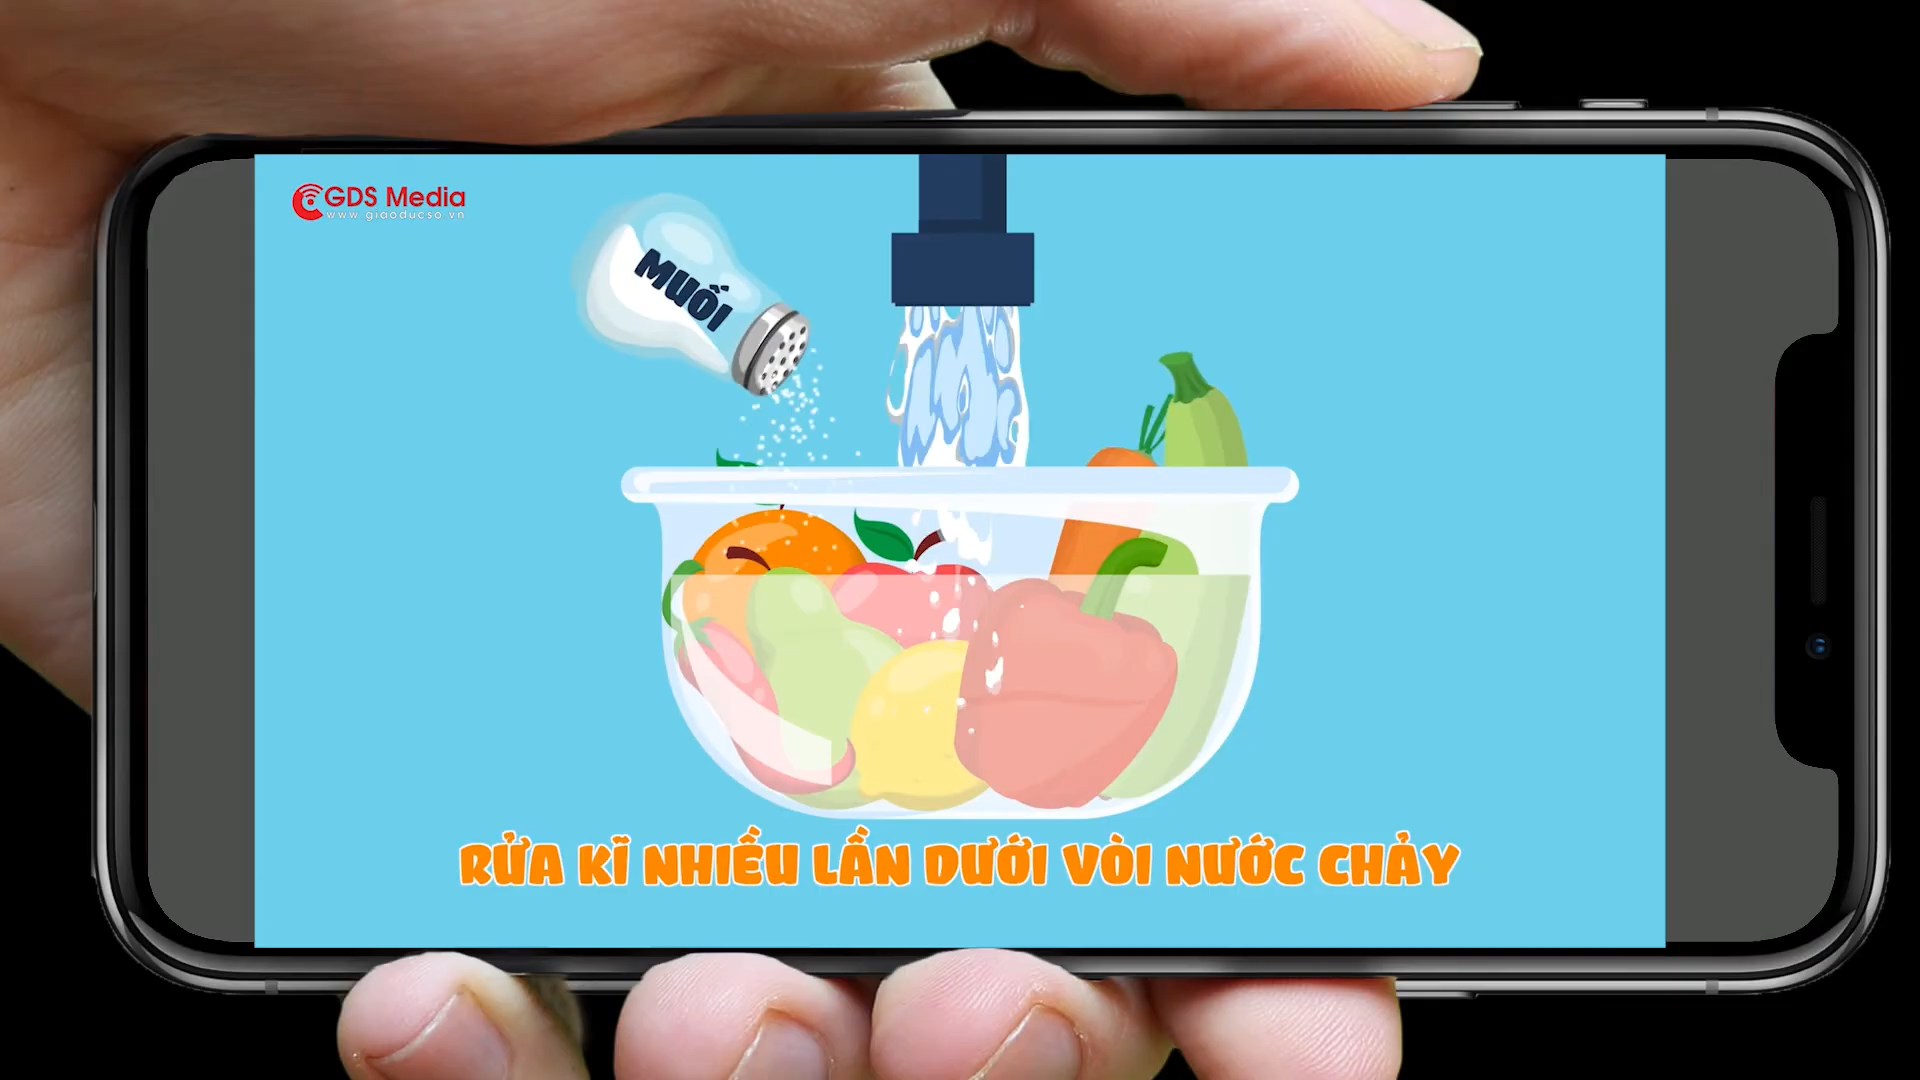 GDS Media
www.giaoducso.vn
MUỐI
RỬA KĨ NHIỀU LẦN DƯỚI VÒI NƯỚC CHẢY